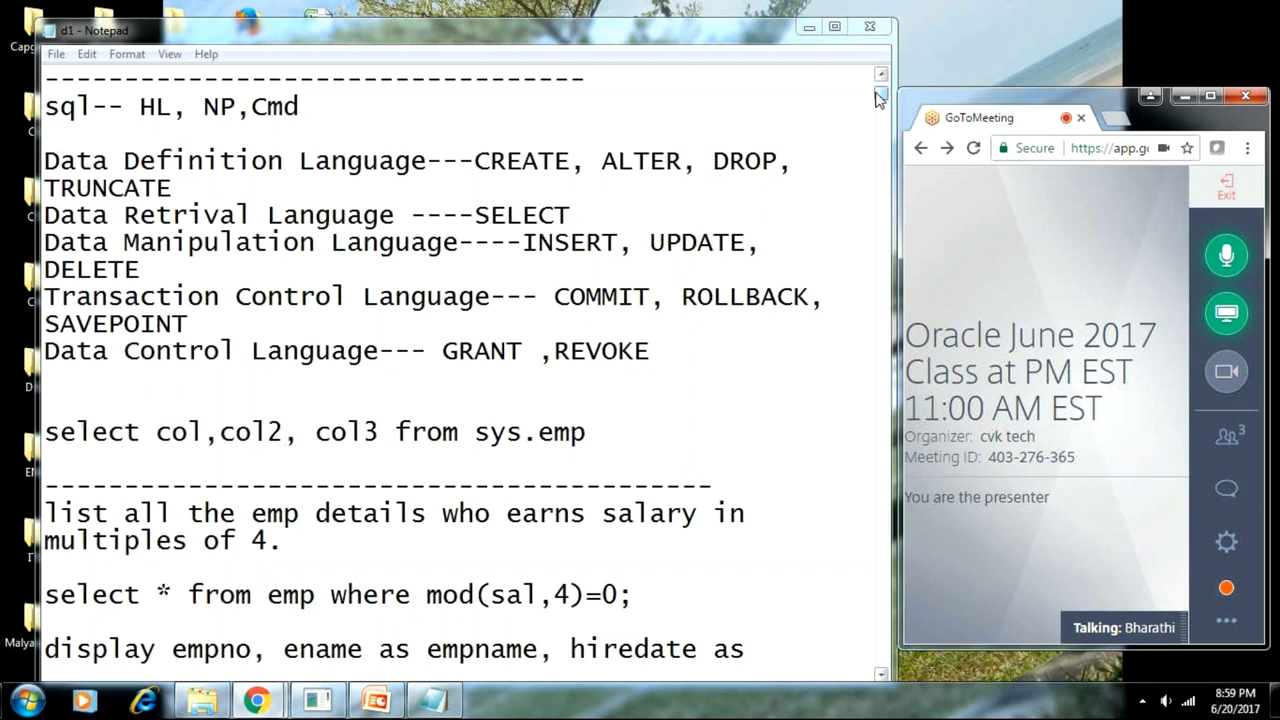 Capg
d1 - Notepad
File Edit Format View Help
----------------------------------
sql-- HL, NP,Cmd
Data Definition Language---CREATE, ALTER, DROP,
TRUNCATE
Data Retrival Language ----SELECT
Data Manipulation Language----INSERT, UPDATE,
DELETE
Transaction Control Language--- COMMIT, ROLLBACK,
SAVEPOINT
Data Control Language--- GRANT ,REVOKE
select col,col2, col3 from sys.emp
------------------------------------------
list all the emp details who earns salary in
multiples of 4.
select * from emp where mod(sal,4)=0;
display empno, ename as empname, hiredate as
Malya
GoToMeeting
Secure https://app.go
Exit
Oracle June 2017
Class at PM EST
11:00 AM EST
Organizer: cvk tech
Meeting ID: 403-276-365
You are the presenter
3
Talking: Bharathi
8:59 PM
6/20/2017